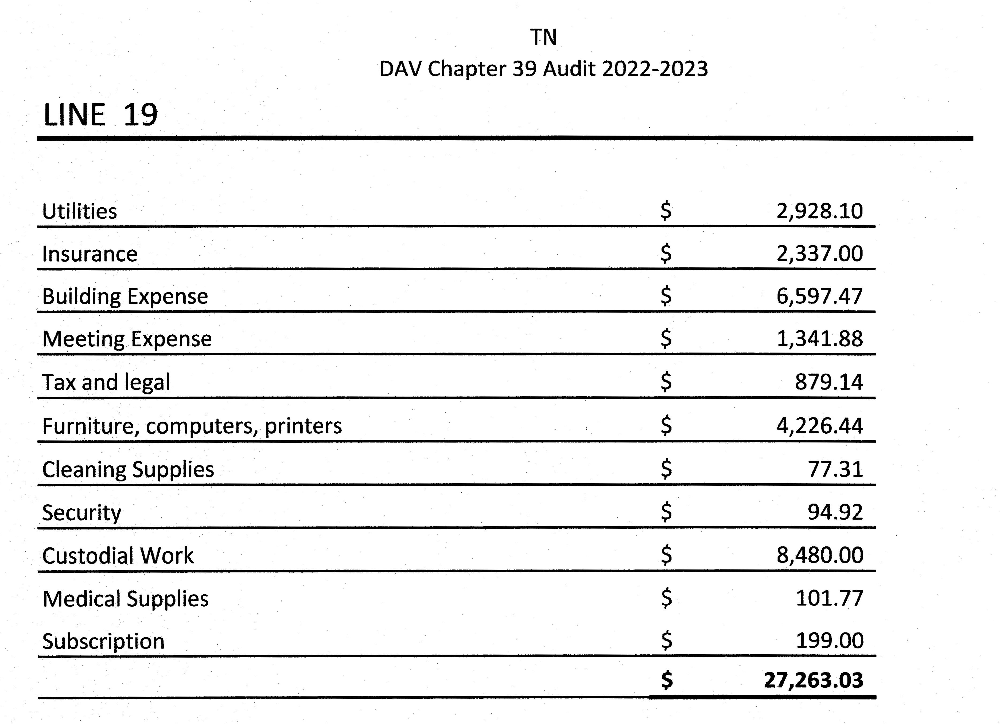 TN
DAV Chapter 39 Audit 2022-2023
LINE 19
Utilities $ 2,928.10
Insurance $ 2,337.00
Building Expense $ 6,597.47
Meeting Expense $ 1,341.88
Tax and legal $ 879.14
Furniture, computers, printers $ 4,226.44
Cleaning Supplies $ 77.31
Security $ 94.92
Custodial Work $ 8,480.00
Medical Supplies $ 101.77
Subscription $ 199.00
$ 27,263.03